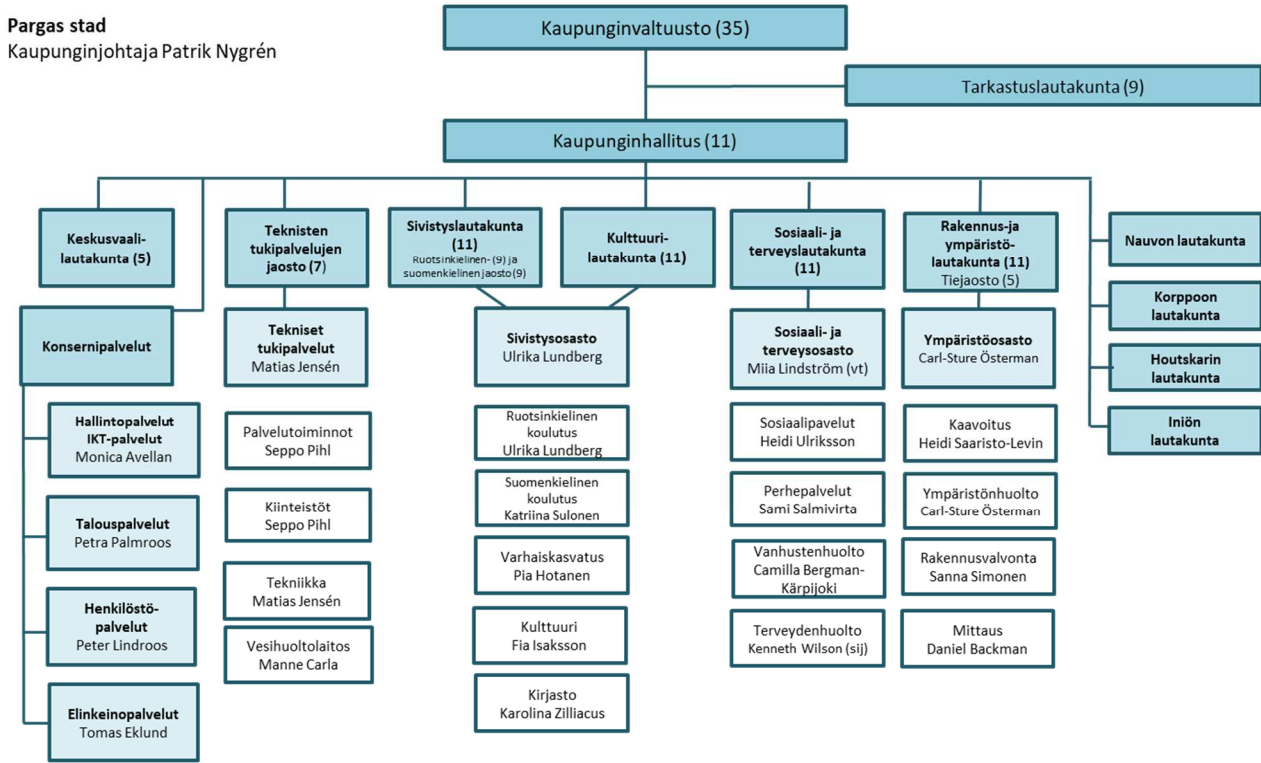 Pargas stad
Kaupunginjohtaja Patrik Nygrén
Kaupunginvaltuusto (35)
Tarkastuslautakunta (9)
Kaupunginhallitus (11)
Keskusvaali-
lautakunta (5)
Teknisten
tukipalvelujen
jaosto (7)
Sivistyslautakunta
(11)
Ruotsinkielinen- (9) ja
suomenkielinen jaosto (9)
Kulttuuri-
lautakunta (11)
Sosiaali- ja
terveyslautakunta
(11)
Rakennus-ja
ympäristö-
lautakunta (11)
Tiejaosto (5)
Nauvon lautakunta
Korppoon
lautakunta
Houtskarin
lautakunta
Iniön
lautakunta
Konsernipalvelut
Tekniset
tukipalvelut
Matias Jensén
Sivistysosasto
Ulrika Lundberg
Sosiaali- ja
terveysosasto
Miia Lindström (vt)
Ympäristöosasto
Carl-Sture Österman
Hallintopalvelut
IKT-palvelut
Monica Avellan
Talouspalvelut
Petra Palmroos
Henkilöstö-
palvelut
Peter Lindroos
Elinkeinopalvelut
Tomas Eklund
Palvelutoiminnot
Seppo Pihl
Kiinteistöt
Seppo Pihl
Tekniikka
Matias Jensén
Vesihuoltolaitos
Manne Carla
Ruotsinkielinen
koulutus
Ulrika Lundberg
Suomenkielinen
koulutus
Katriina Sulonen
Varhaiskasvatus
Pia Hotanen
Kulttuuri
Fia Isaksson
Kirjasto
Karolina Zilliacus
Sosiaalipavelut
Heidi Ulriksson
Perhepalvelut
Sami Salmivirta
Vanhustenhuolto
Camilla Bergman-
Kärpijoki
Terveydenhuolto
Kenneth Wilson (sij)
Kaavoitus
Heidi Saaristo-Levin
Ympäristönhuolto
Carl-Sture Österman
Rakennusvalvonta
Sanna Simonen
Mittaus
Daniel Backman